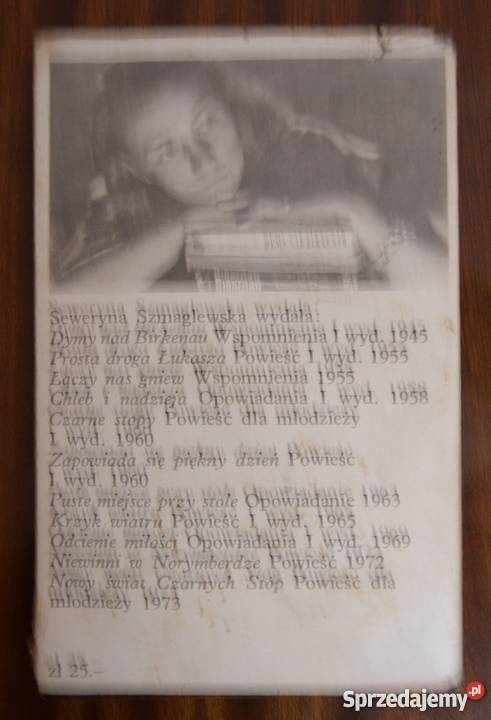 Seweryna Szmaglewska wydała:
Dymy nad Birkenau Wspomnienia I wyd. 1945
Prosta droga Łukasza Powieść I wyd. 1955
Łączy nas gniew Wspomnienia 1955
Chleb i nadzieja Opowiadania I wyd. 1958
Czarne stopy Powieść dla młodzieży
I wyd. 1960
Zapowiada się piękny dzień Powieść
I wyd. 1960
Puste miejsce przy stole Opowiadanie 1963
Krzyk wiatru Powieść I wyd. 1965
Odcienie miłości Opowiadania I wyd. 1969
Niewinni w Norymberdze Powieść 1972
Nowy świat Czarnych Stóp Powieść dla
młodzieży 1973
zł 25.–
Sprzedajemy.pl